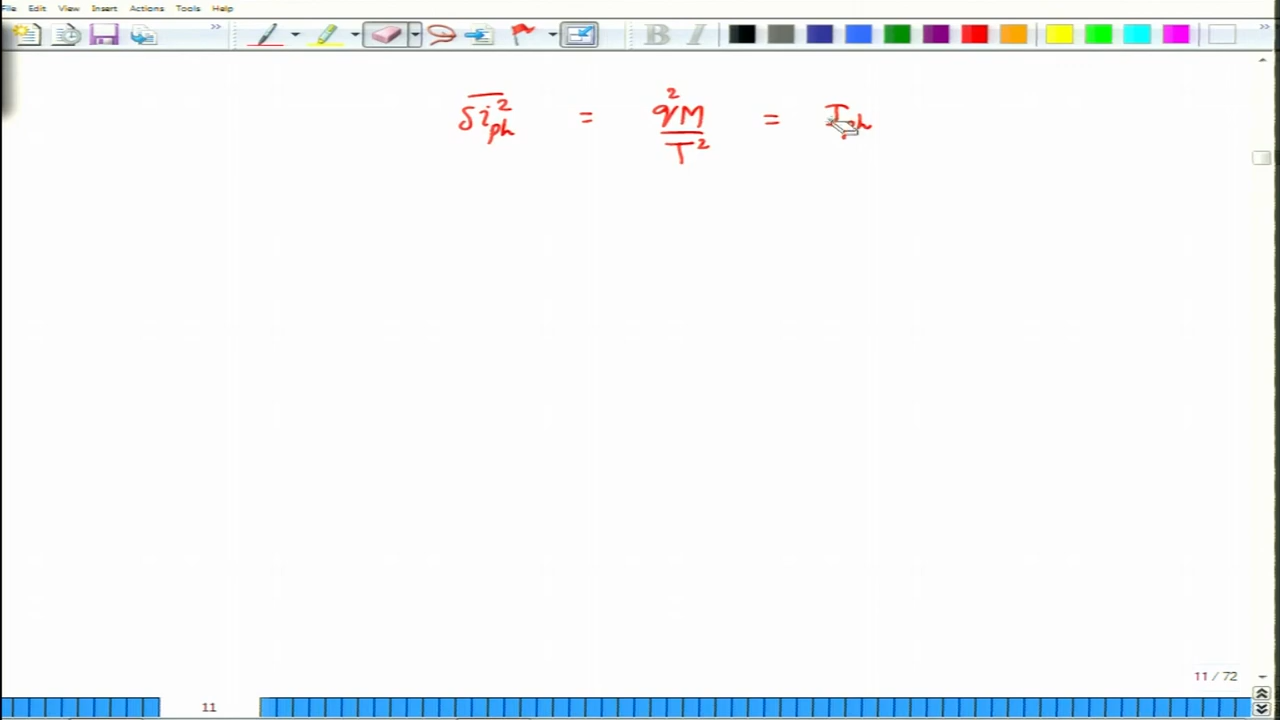 File Edit View Insert Actions Tools Help
B I
δi²ph = q²M/T² = Iph
11 / 72
11